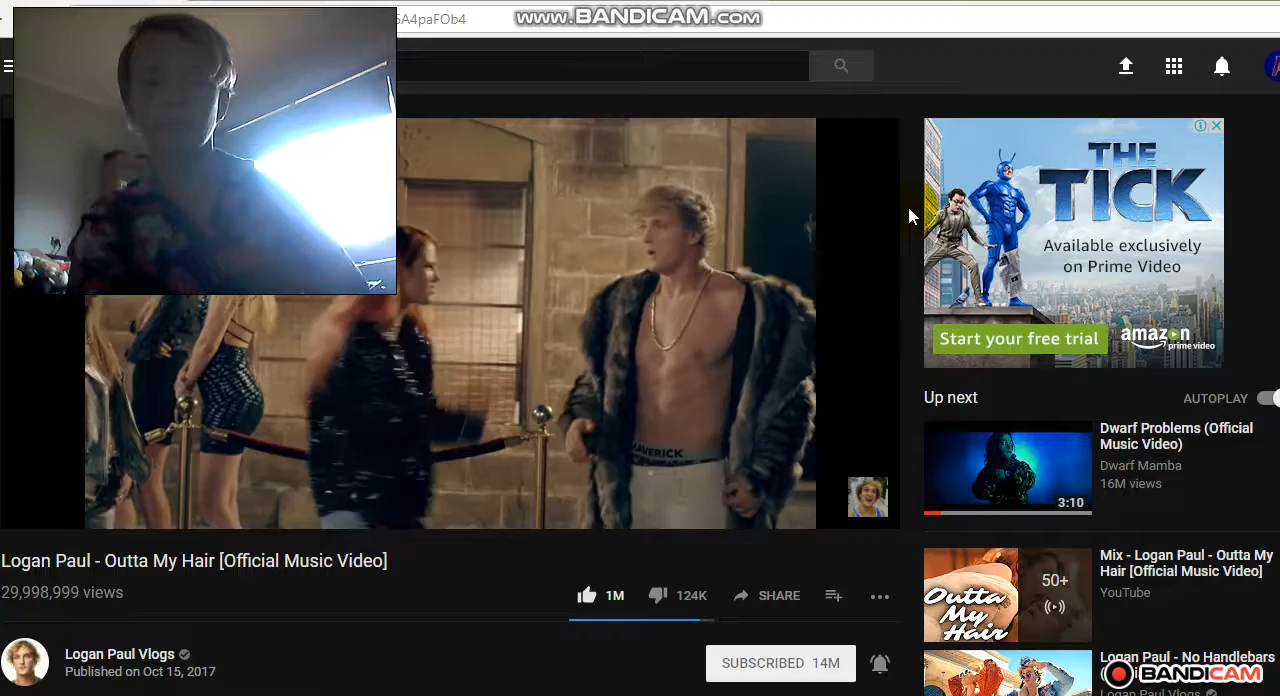 5A4paFOb4
www.BANDICAM.com
THE
TICK
Available exclusively
on Prime Video
Start your free trial
amazon
prime video
MAVERICK
Up next
AUTOPLAY
Dwarf Problems (Official
Music Video)
Dwarf Mamba
16M views
3:10
Logan Paul - Outta My Hair [Official Music Video]
29,998,999 views
1M
124K
SHARE
Mix - Logan Paul - Outta My
Hair [Official Music Video]
YouTube
50+
Outta
My
Hair
Logan Paul Vlogs
Published on Oct 15, 2017
SUBSCRIBED 14M
Logan Paul - No Handlebars
Logan Paul Vlogs
BANDICAM